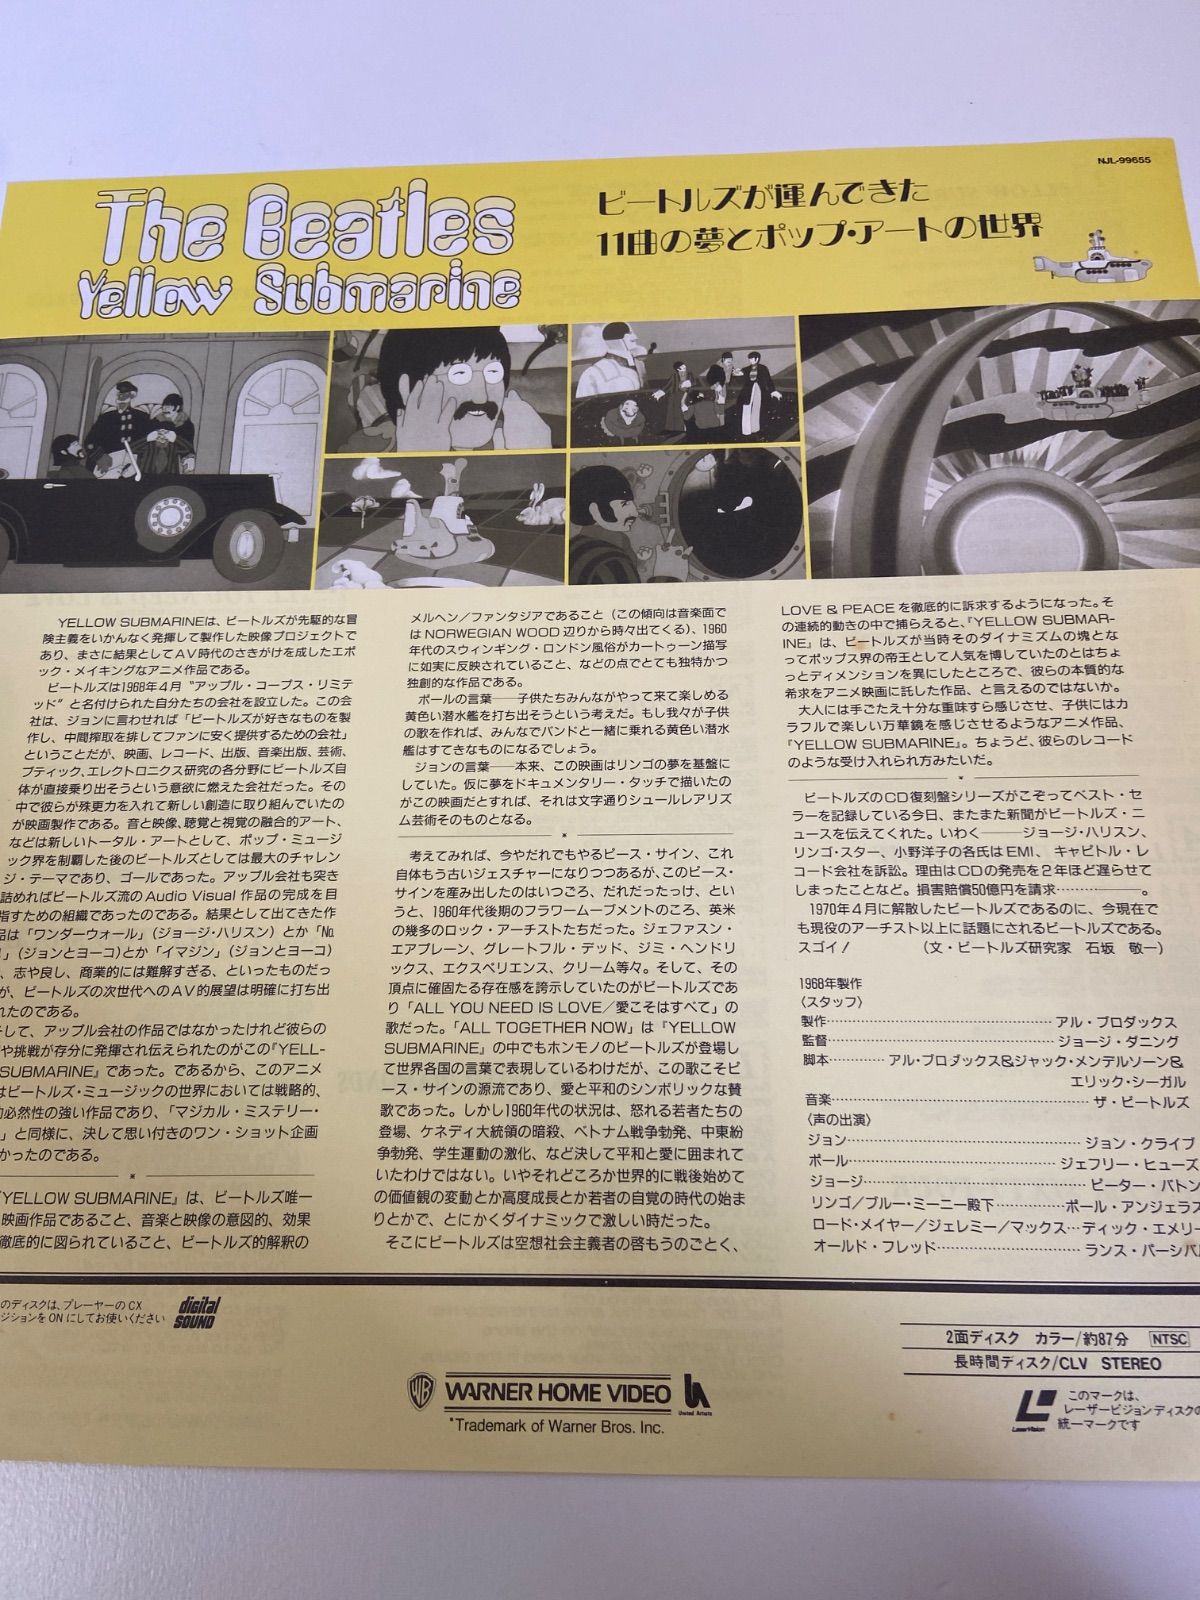 NJL-99655
The Beatles
Yellow Submarine
ビートルズが運んできた
11曲の夢とポップ・アートの世界
YELLOW SUBMARINEは、ビートルズが先駆的な冒
険主義をいかんなく発揮して製作した映像プロジェクトで
あり、まさに結果としてAV時代のさきがけを成したエポ
ック・メイキングなアニメ作品である。
ビートルズは1968年4月“アップル・コープス・リミテ
ッド”と名付けられた自分たちの会社を設立した。この会
社は、ジョンに言わせれば「ビートルズが好きなものを製
作し、中間搾取を排してファンに安く提供するための会社」
ということだが、映画、レコード、出版、音楽出版、芸術、
ブティック、エレクトロニクス研究の各分野にビートルズ自
体が直接乗り出そうという意欲に燃えた会社だった。その
中で彼らが殊更力を入れて新しい創造に取り組んでいたの
が映画製作である。音と映像、聴覚と視覚の融合的アート、
などは新しいトータル・アートとして、ポップ・ミュージ
ック界を制覇した後のビートルズとしては最大のチャレン
ジ・テーマであり、ゴールであった。アップル会社も突き
詰めればビートルズ流のAudio Visual 作品の完成を目
指すための組織であったのである。結果として出てきた作
品は「ワンダーウォール」(ジョージ・ハリスン)とか「No.
」(ジョンとヨーコ)とか「イマジン」(ジョンとヨーコ)
、志や良し、商業的には難解すぎる、といったものだっ
が、ビートルズの次世代へのAV的展望は明確に打ち出
れたのである。
して、アップル会社の作品ではなかったけれど彼らの
や挑戦が存分に発揮され伝えられたのがこの『YELL-
SUBMARINE』であった。であるから、このアニメ
はビートルズ・ミュージックの世界においては戦略的、
必然性の強い作品であり、「マジカル・ミステリー・
」と同様に、決して思い付きのワン・ショット企画
かったのである。
『YELLOW SUBMARINE』は、ビートルズ唯一
映画作品であること、音楽と映像の意図的、効果
徹底的に図られていること、ビートルズ的解釈の
メルヘン／ファンタジアであること（この傾向は音楽面で
はNORWEGIAN WOOD辺りから時々出てくる）、1960
年代のスウィンギング・ロンドン風俗がカートゥーン描写
に如実に反映されていること、などの点でとても独特かつ
独創的な作品である。
ポールの言葉――子供たちみんながやって来て楽しめる
黄色い潜水艦を打ち出そうという考えだ。もし我々が子供
の歌を作れば、みんなでバンドと一緒に乗れる黄色い潜水
艦はすてきなものになるでしょう。
ジョンの言葉――本来、この映画はリンゴの夢を基盤に
していた。仮に夢をドキュメンタリー・タッチで描いたの
がこの映画だとすれば、それは文字通りシュールレアリズ
ム芸術そのものとなる。
考えてみれば、今やだれでもやるピース・サイン、これ
自体もう古いジェスチャーになりつつあるが、このピース・
サインを産み出したのはいつごろ、だれだったっけ、とい
うと、1960年代後期のフラワームーブメントのころ、英米
の幾多のロック・アーチストたちだった。ジェファスン・
エアプレーン、グレートフル・デッド、ジミ・ヘンドリ
ックス、エクスペリエンス、クリーム等々。そして、その
頂点に確固たる存在感を誇示していたのがビートルズであ
り「ALL YOU NEED IS LOVE／愛こそはすべて」の
歌だった。「ALL TOGETHER NOW」は『YELLOW
SUBMARINE』の中でもホンモノのビートルズが登場し
て世界各国の言葉で表現しているわけだが、この歌こそピ
ース・サインの源流であり、愛と平和のシンボリックな賛
歌であった。しかし1960年代の状況は、怒れる若者たちの
登場、ケネディ大統領の暗殺、ベトナム戦争勃発、中東紛
争勃発、学生運動の激化、など決して平和と愛に囲まれて
いたわけではない。いやそれどころか世界的に戦後始めて
の価値観の変動とか高度成長とか若者の自覚の時代の始ま
りとかで、とにかくダイナミックで激しい時だった。
そこにビートルズは空想社会主義者の啓もうのごとく、
LOVE & PEACEを徹底的に訴求するようになった。そ
の連続的動きの中で捕らえると、『YELLOW SUBMAR-
INE』は、ビートルズが当時そのダイナミズムの塊とな
ってポップス界の帝王として人気を博していたのとはちょ
っとディメンションを異にしたところで、彼らの本質的な
希求をアニメ映画に託した作品、と言えるのではないか。
大人には手ごたえ十分な重味すら感じさせ、子供にはカ
ラフルで楽しい万華鏡を感じさせるようなアニメ作品、
『YELLOW SUBMARINE』。ちょうど、彼らのレコード
のような受け入れられ方みたいだ。
ビートルズのCD復刻盤シリーズがこぞってベスト・セ
ラーを記録している今日、またまた新聞がビートルズ・ニ
ュースを伝えてくれた。いわく――ジョージ・ハリスン、
リンゴ・スター、小野洋子の各氏はEMI、キャピトル・レ
コード会社を訴訟。理由はCDの発売を2年ほど遅らせて
しまったことなど。損害賠償50億円を請求………。
1970年4月に解散したビートルズであるのに、今現在で
も現役のアーチスト以上に話題にされるビートルズである。
スゴイ！　（文・ビートルズ研究家　石坂　敬一）
1968年製作
〈スタッフ〉
製作……アル・ブロダックス
監督……ジョージ・ダニング
脚本……アル・ブロダックス&ジャック・メンデルソーン&
エリック・シーガル
音楽……ザ・ビートルズ
〈声の出演〉
ジョン……ジョン・クライブ
ポール……ジェフリー・ヒューズ
ジョージ……ピーター・バトン
リンゴ／ブルー・ミーニー殿下……ポール・アンジェラス
ロード・メイヤー／ジェレミー／マックス…ディック・エメリー
オールド・フレッド……ランス・パーシバル
のディスクは、プレーヤーのCX
ジションをONにしてお使いください
digital
SOUND
2面ディスク　カラー/約87分　NTSC
長時間ディスク/CLV STEREO
WB WARNER HOME VIDEO
United Artists
*Trademark of Warner Bros. Inc.
LaserVision
このマークは、
レーザービジョンディスクの
統一マークです